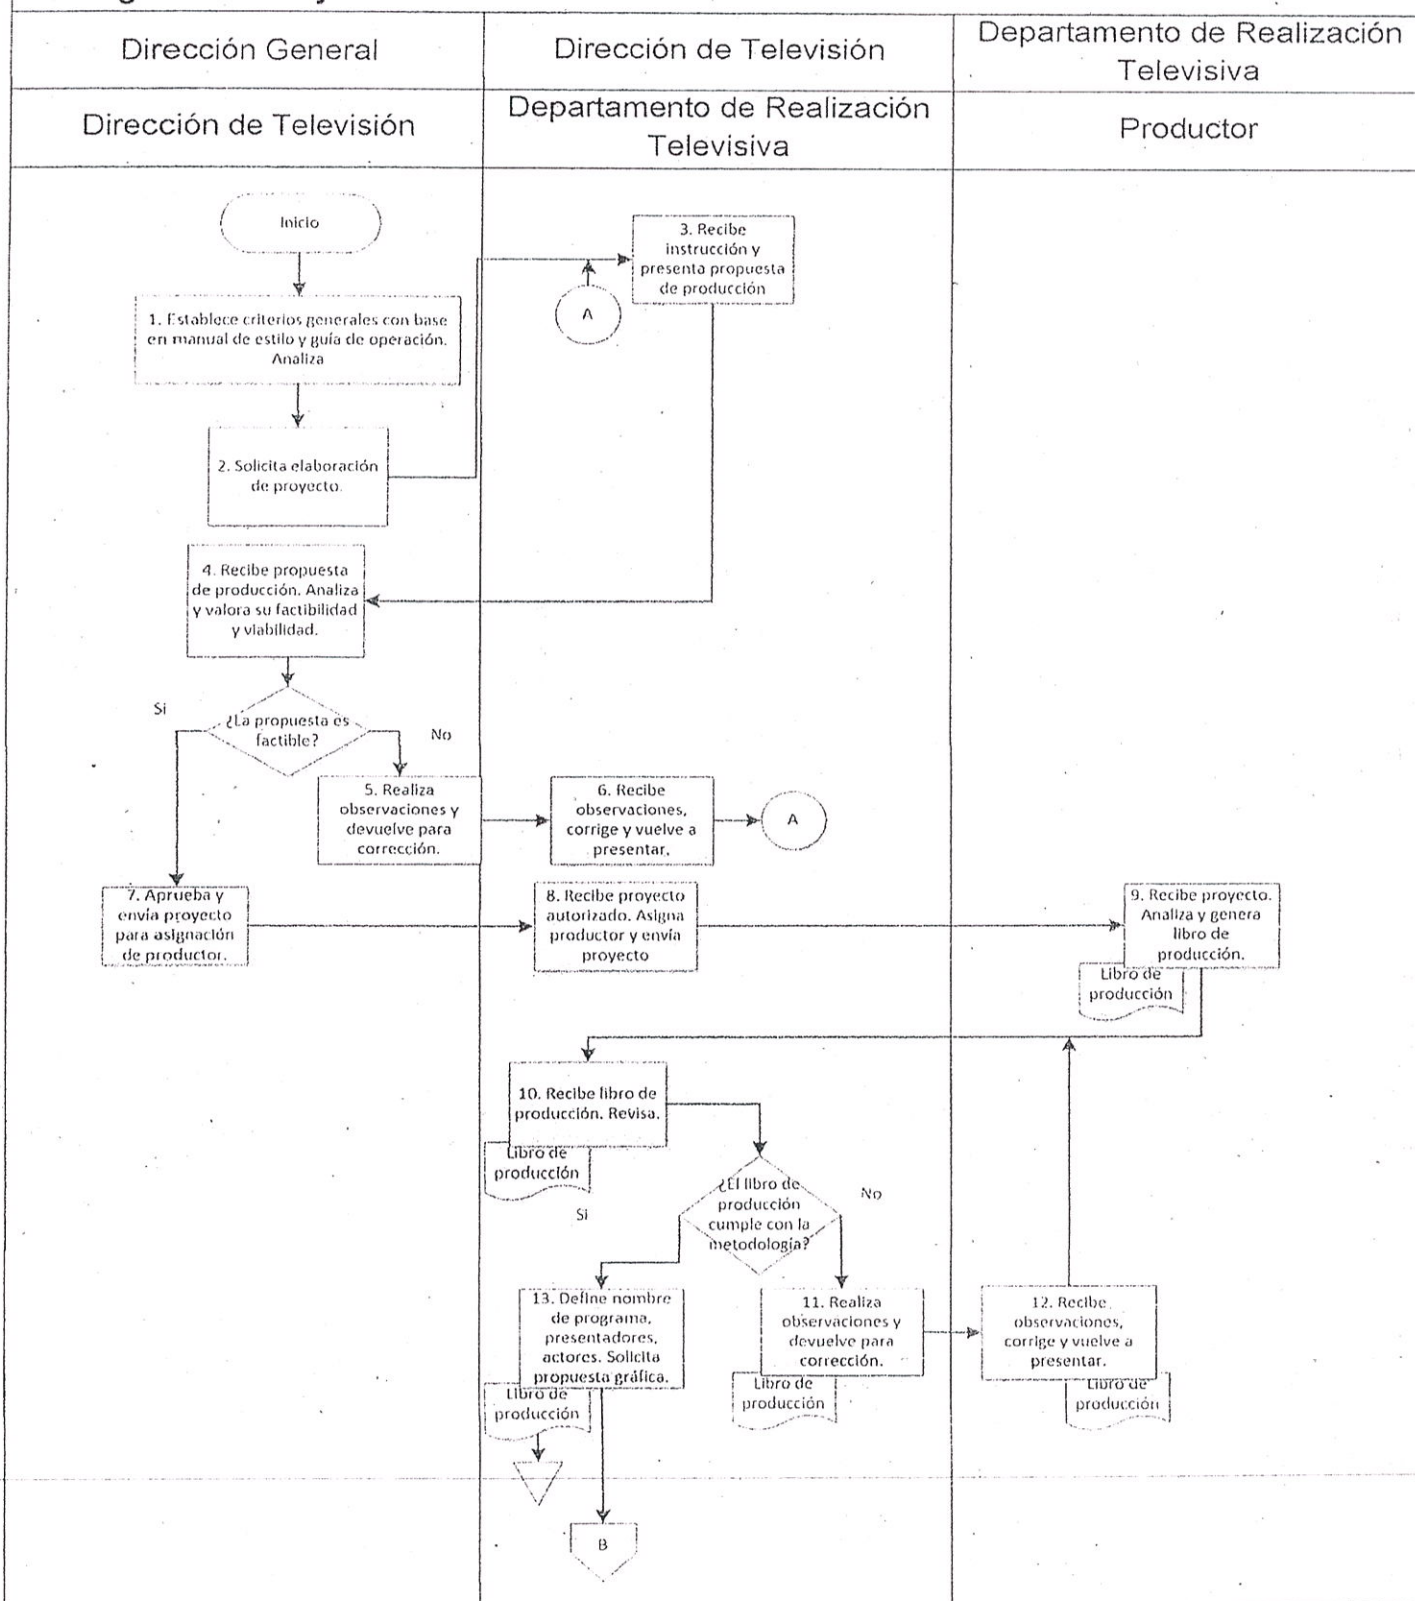 Dirección General
Dirección de Televisión
Departamento de Realización
Televisiva
Dirección de Televisión
Departamento de Realización
Televisiva
Productor
Inicio
3. Recibe
instrucción y
presenta propuesta
de producción
A
1. Establece criterios generales con base
en manual de estilo y guía de operación.
Analiza
2. Solicita elaboración
de proyecto.
4. Recibe propuesta
de producción. Analiza
y valora su factibilidad
y viabilidad.
Si
¿La propuesta es
factible?
No
5. Realiza
observaciones y
devuelve para
corrección.
6. Recibe
observaciones,
corrige y vuelve a
presentar.
A
7. Aprueba y
envía proyecto
para asignación
de productor.
8. Recibe proyecto
autorizado. Asigna
productor y envía
proyecto
9. Recibe proyecto.
Analiza y genera
libro de
producción.
Libro de
producción
10. Recibe libro de
producción. Revisa.
Libro de
producción
¿El libro de
producción
cumple con la
metodología?
Si
No
13. Define nombre
de programa,
presentadores,
actores. Solicita
propuesta gráfica.
Libro de
producción
11. Realiza
observaciones y
devuelve para
corrección.
Libro de
producción
12. Recibe
observaciones,
corrige y vuelve a
presentar.
Libro de
producción
B